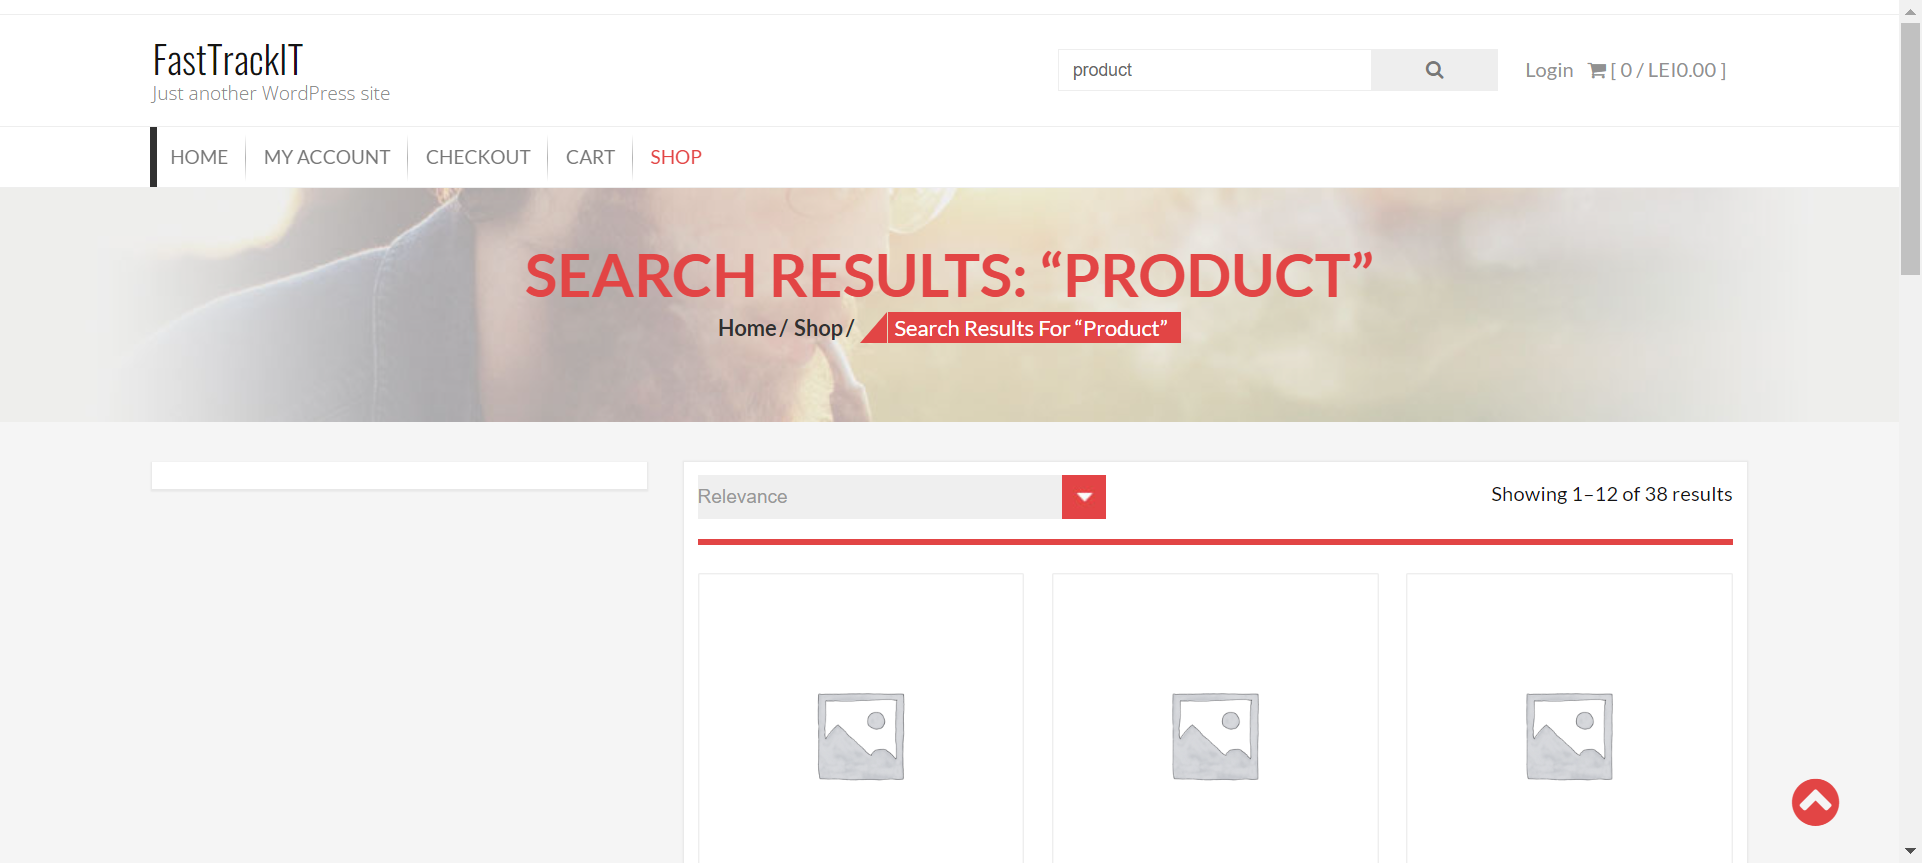 FastTrackIT
Just another WordPress site
product
Login [ 0 / LEI0.00 ]
HOME MY ACCOUNT CHECKOUT CART SHOP
SEARCH RESULTS: “PRODUCT”
Home / Shop / Search Results For “Product”
Relevance
Showing 1–12 of 38 results